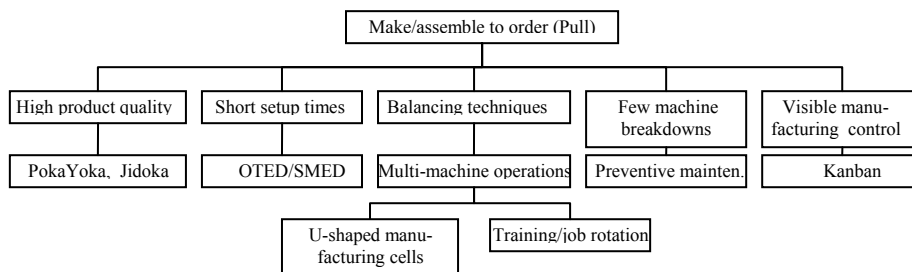 Make/assemble to order (Pull)
High product quality
Short setup times
Balancing techniques
Few machine
breakdowns
Visible manu-
facturing control
PokaYoka, Jidoka
OTED/SMED
Multi-machine operations
Preventive mainten.
Kanban
U-shaped manu-
facturing cells
Training/job rotation